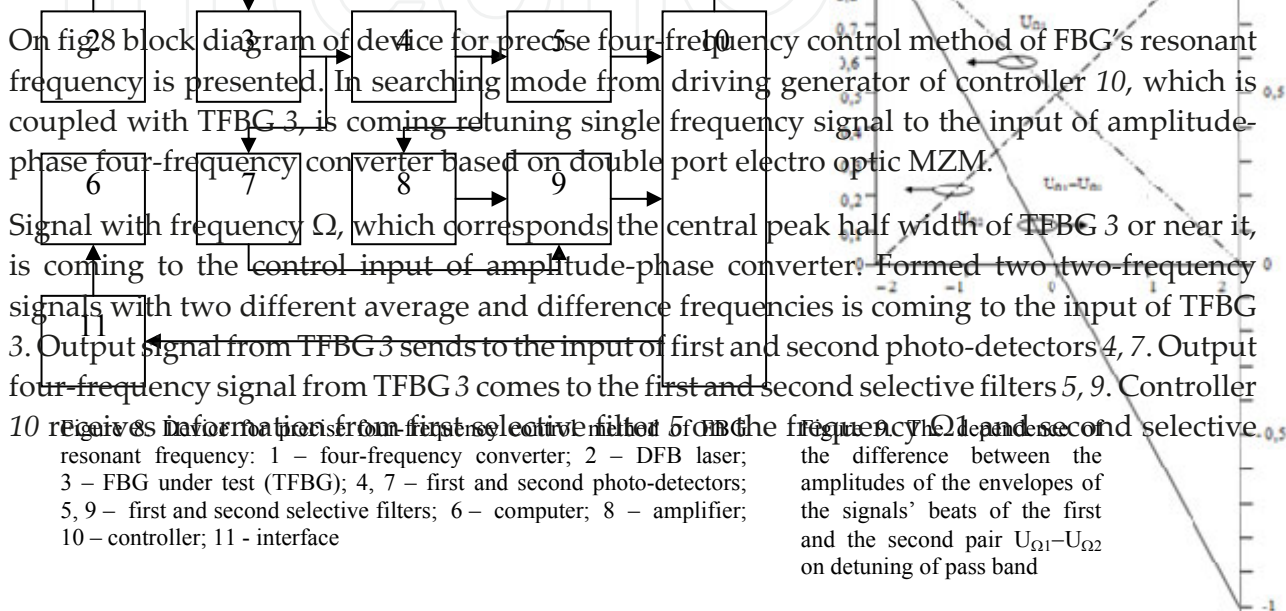 On fig 8 block diagram of device for precise four-frequency control method of FBG's resonant
frequency is presented. In searching mode from driving generator of controller 10, which is
coupled with TFBG 3, is coming retuning single frequency signal to the input of amplitude-
phase four-frequency converter based on double port electro optic MZM.
Signal with frequency Ω, which corresponds the central peak half width of TFBG 3 or near it,
is coming to the control input of amplitude-phase converter. Formed two two-frequency
signals with two different average and difference frequencies is coming to the input of TFBG
3. Output signal from TFBG 3 sends to the input of first and second photo-detectors 4, 7. Output
four-frequency signal from TFBG 3 comes to the first and second selective filters 5, 9. Controller
10 receives information from first selective filter 5 on the frequency Ω1 and second selective
2
3
4
5
10
6
7
8
9
11
Figure 8. Device for precise four-frequency control method of FBG
resonant frequency: 1 – four-frequency converter; 2 – DFB laser;
3 – FBG under test (TFBG); 4, 7 – first and second photo-detectors;
5, 9 – first and second selective filters; 6 – computer; 8 – amplifier;
10 – controller; 11 - interface
0,6
0,5
0,2
0,1
0
−2
−1
0
1
2
0,5
0
-0,5
-1
UΩ1
UΩ1−UΩ2
Figure 9. The dependence of
the difference between the
amplitudes of the envelopes of
the signals' beats of the first
and the second pair UΩ1–UΩ2
on detuning of pass band